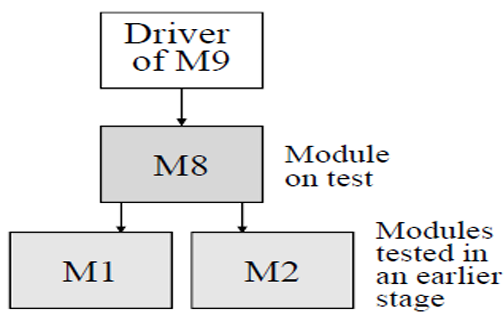 Driver
of M9
M8
Module
on test
M1
M2
Modules
tested in
an earlier
stage